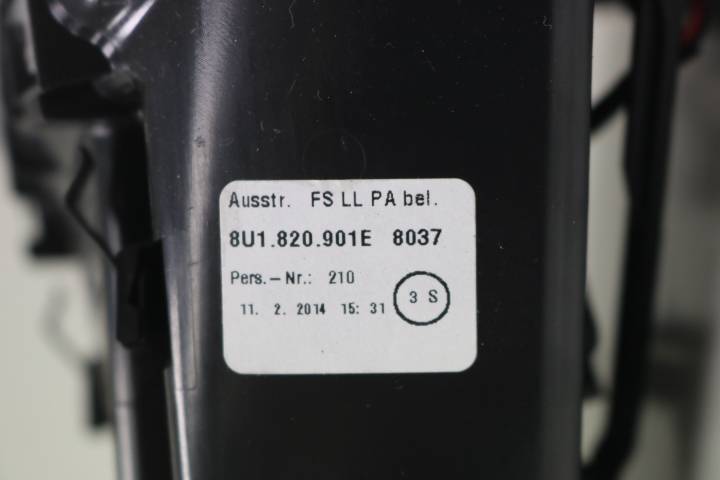 Ausstr. FS LL PA bel.
8U1.820.901E 8037
Pers.-Nr.: 210
11. 2. 2014 15: 31
3 S